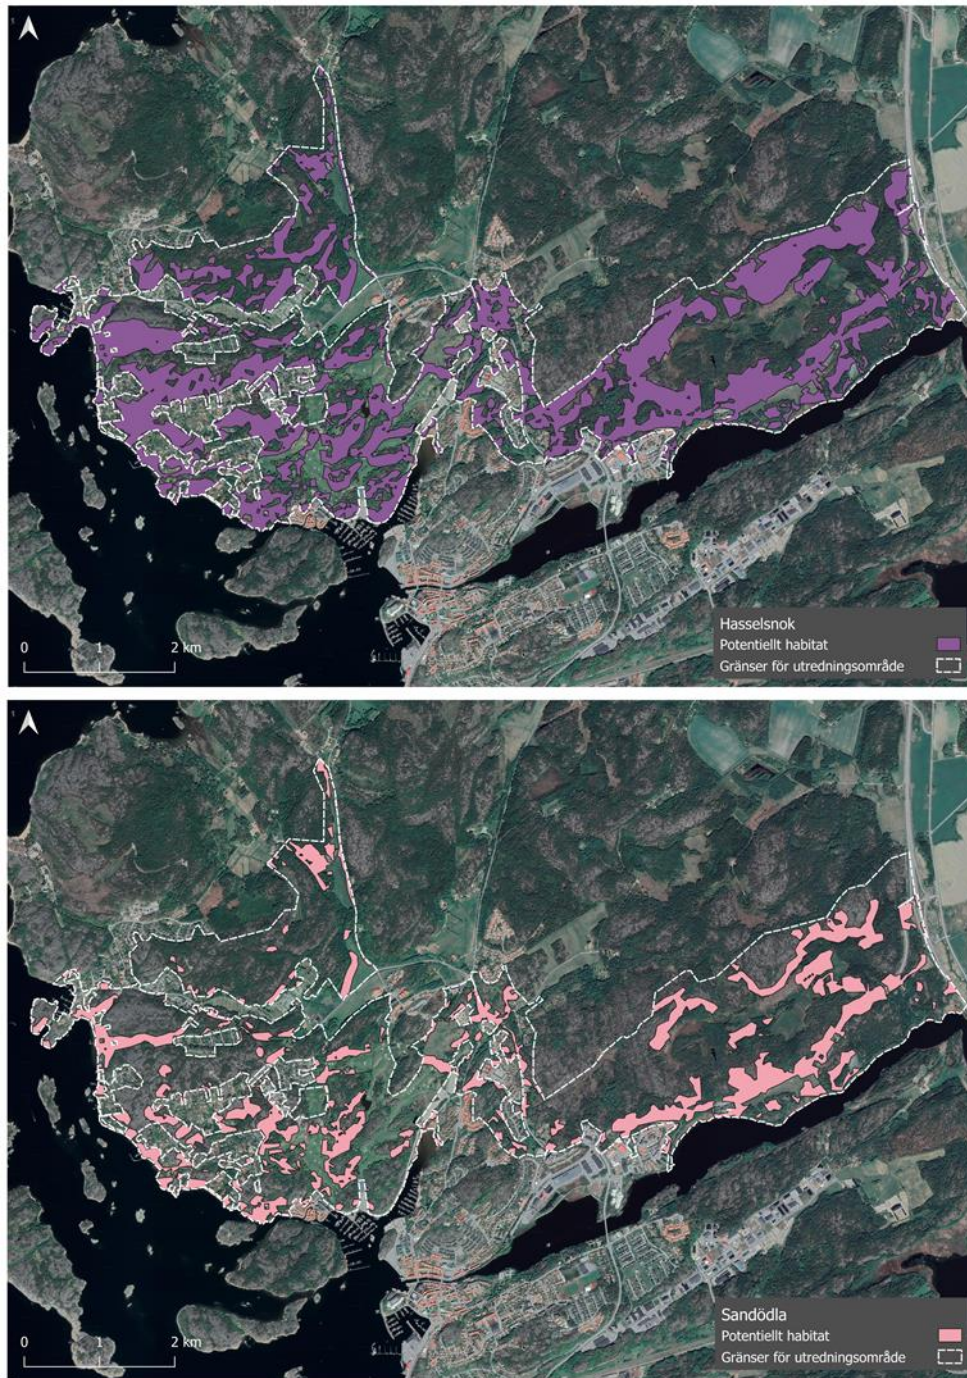 Hasselsnok
Potentiellt habitat
Gränser för utredningsområde
0 1 2 km
Sandödla
Potentiellt habitat
Gränser för utredningsområde
0 1 2 km